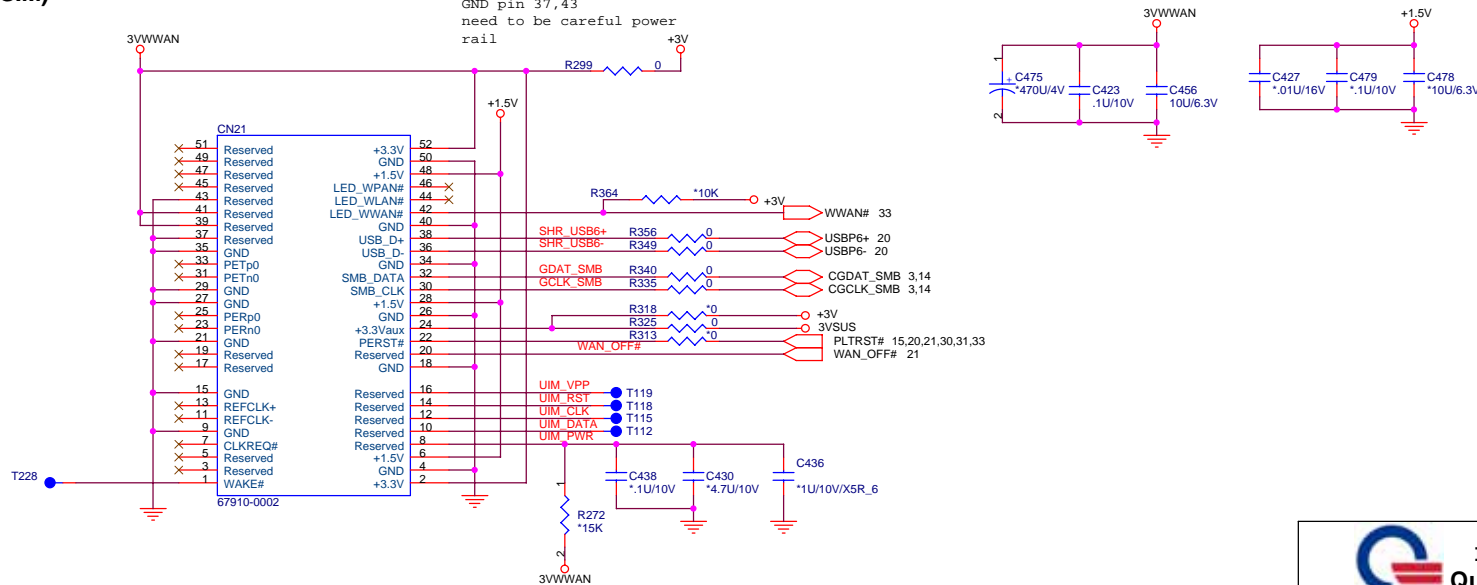 GND pin 37,43
need to be careful power
rail
3VWWAN
+3V
R299 0
+1.5V
CN21
51 Reserved +3.3V 52
49 Reserved GND 50
47 Reserved +1.5V 48
45 Reserved LED_WPAN# 46
43 Reserved LED_WLAN# 44
41 Reserved LED_WWAN# 42
39 Reserved GND 40
37 Reserved USB_D+ 38
35 GND USB_D- 36
33 PETp0 GND 34
31 PETn0 SMB_DATA 32
29 GND SMB_CLK 30
27 GND +1.5V 28
25 PERp0 GND 26
23 PERn0 +3.3Vaux 24
21 GND PERST# 22
19 Reserved Reserved 20
17 Reserved GND 18
15 GND Reserved 16
13 REFCLK+ Reserved 14
11 REFCLK- Reserved 12
9 GND Reserved 10
7 CLKREQ# Reserved 8
5 Reserved +1.5V 6
3 Reserved GND 4
1 WAKE# +3.3V 2
67910-0002
T228
R364 *10K +3V
WWAN# 33
SHR_USB6+ R356 0 USBP6+ 20
SHR_USB6- R349 0 USBP6- 20
GDAT_SMB R340 0 CGDAT_SMB 3,14
GCLK_SMB R335 0 CGCLK_SMB 3,14
R318 *0 +3V
R325 0 3VSUS
R313 *0 PLTRST# 15,20,21,30,31,33
WAN_OFF# WAN_OFF# 21
UIM_VPP T119
UIM_RST T118
UIM_CLK T115
UIM_DATA T112
UIM_PWR
C438
*.1U/10V
C430
*4.7U/10V
C436
*1U/10V/X5R_6
1
R272
*15K
2
3VWWAN
3VWWAN
1
+
C475
*470U/4V
2
C423
.1U/10V
C456
10U/6.3V
+1.5V
C427
*.01U/16V
C479
*.1U/10V
C478
*10U/6.3V